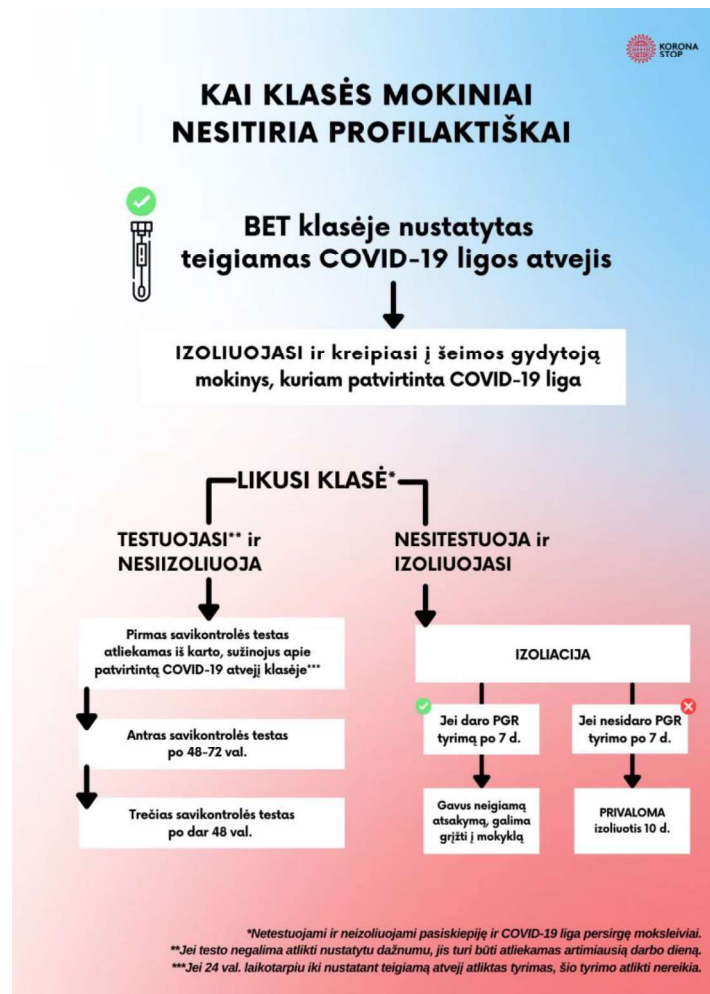 KORONA
STOP
KAI KLASĖS MOKINIAI
NESITIRIA PROFILAKTIŠKAI
BET klasėje nustatytas
teigiamas COVID-19 ligos atvejis
IZOLIUOJASI ir kreipiasi į šeimos gydytoją
mokinys, kuriam patvirtinta COVID-19 liga
LIKUSI KLASĖ*
TESTUOJASI** ir
NESIIZOLIUOJA
Pirmas savikontrolės testas
atliekamas iš karto, sužinojus apie
patvirtintą COVID-19 atvejį klasėje***
Antras savikontrolės testas
po 48-72 val.
Trečias savikontrolės testas
po dar 48 val.
NESITESTUOJA ir
IZOLIUOJASI
IZOLIACIJA
Jei daro PGR
tyrimą po 7 d.
Gavus neigiamą
atsakymą, galima
grįžti į mokyklą
Jei nesidaro PGR
tyrimo po 7 d.
PRIVALOMA
izoliuotis 10 d.
*Netestuojami ir neizoliuojami pasiskiepiję ir COVID-19 liga persirgę moksleiviai.
**Jei testo negalima atlikti nustatytu dažnumu, jis turi būti atliekamas artimiausią darbo dieną.
***Jei 24 val. laikotarpiu iki nustatant teigiamą atvejį atliktas tyrimas, šio tyrimo atlikti nereikia.